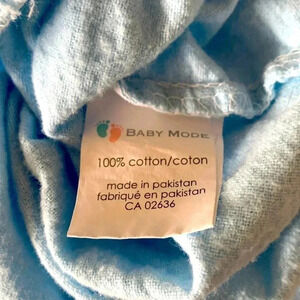 BABY MODE
100% cotton/coton
made in pakistan
fabriqué en pakistan
CA 02636